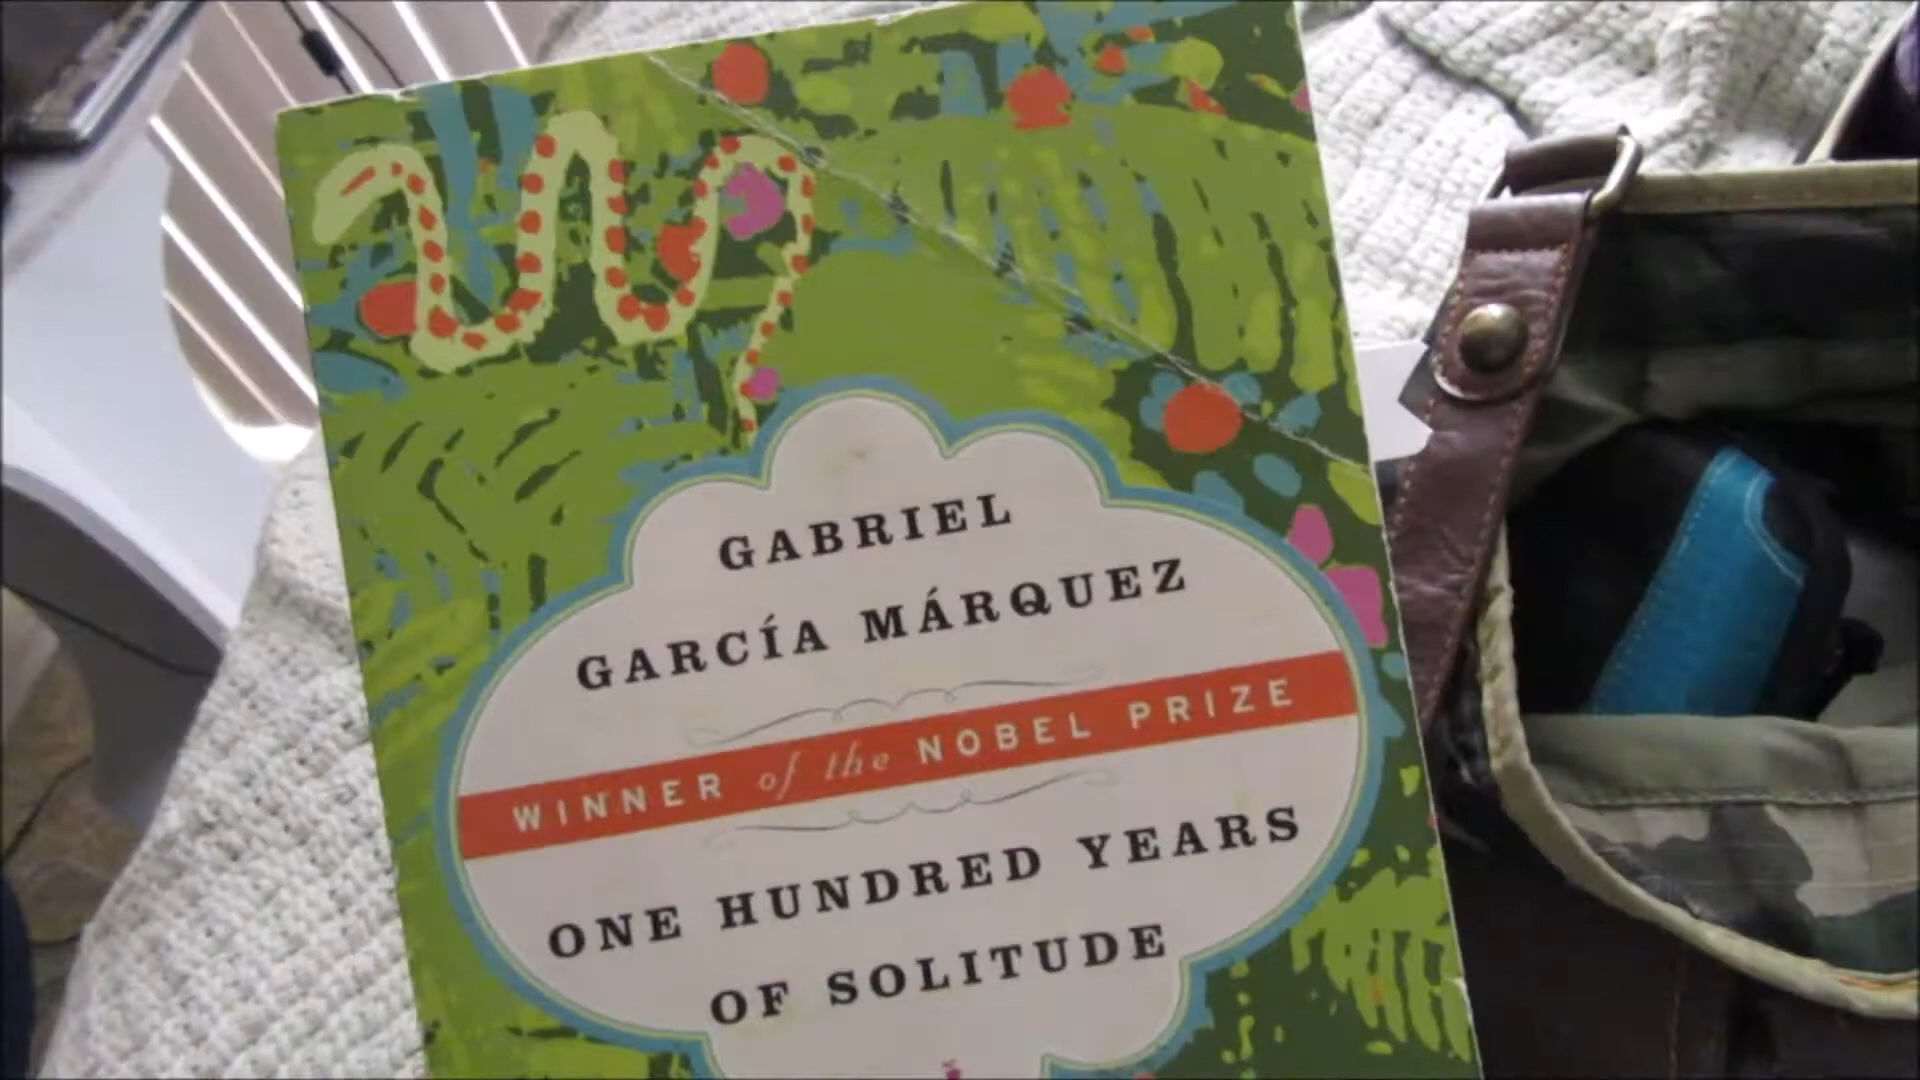 GABRIEL
GARCÍA MÁRQUEZ
WINNER of the NOBEL PRIZE
ONE HUNDRED YEARS
OF SOLITUDE